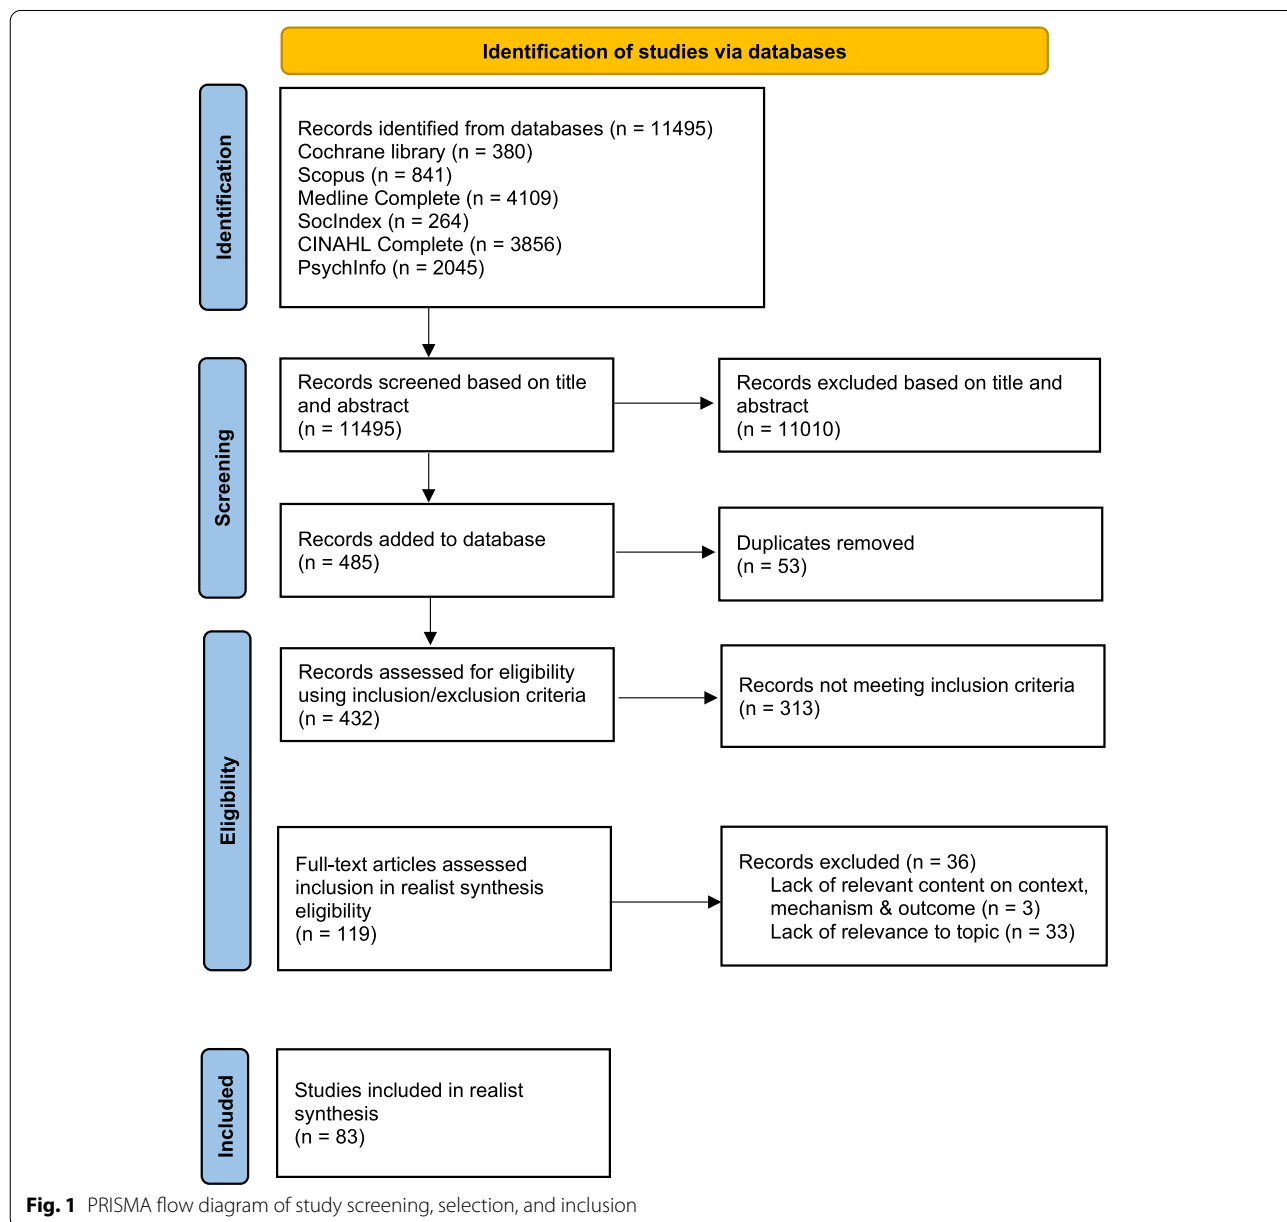 Identification of studies via databases
Identification
Records identified from databases (n = 11495)
Cochrane library (n = 380)
Scopus (n = 841)
Medline Complete (n = 4109)
SocIndex (n = 264)
CINAHL Complete (n = 3856)
PsychInfo (n = 2045)
Screening
Records screened based on title
and abstract
(n = 11495)
Records excluded based on title and
abstract
(n = 11010)
Records added to database
(n = 485)
Duplicates removed
(n = 53)
Eligibility
Records assessed for eligibility
using inclusion/exclusion criteria
(n = 432)
Records not meeting inclusion criteria
(n = 313)
Full-text articles assessed
inclusion in realist synthesis
eligibility
(n = 119)
Records excluded (n = 36)
Lack of relevant content on context,
mechanism & outcome (n = 3)
Lack of relevance to topic (n = 33)
Included
Studies included in realist
synthesis
(n = 83)
Fig. 1 PRISMA flow diagram of study screening, selection, and inclusion